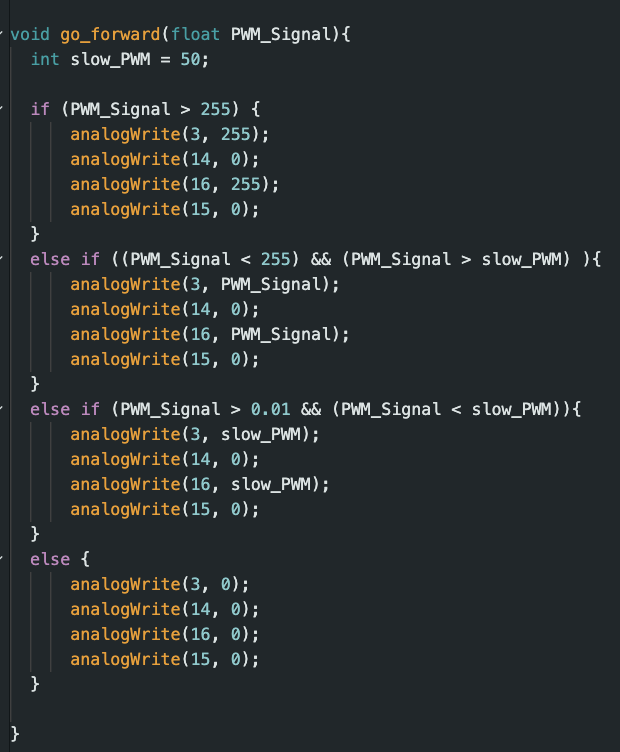 void go_forward(float PWM_Signal){
int slow_PWM = 50;
if (PWM_Signal > 255) {
analogWrite(3, 255);
analogWrite(14, 0);
analogWrite(16, 255);
analogWrite(15, 0);
}
else if ((PWM_Signal < 255) && (PWM_Signal > slow_PWM) ){
analogWrite(3, PWM_Signal);
analogWrite(14, 0);
analogWrite(16, PWM_Signal);
analogWrite(15, 0);
}
else if (PWM_Signal > 0.01 && (PWM_Signal < slow_PWM)){
analogWrite(3, slow_PWM);
analogWrite(14, 0);
analogWrite(16, slow_PWM);
analogWrite(15, 0);
}
else {
analogWrite(3, 0);
analogWrite(14, 0);
analogWrite(16, 0);
analogWrite(15, 0);
}
}